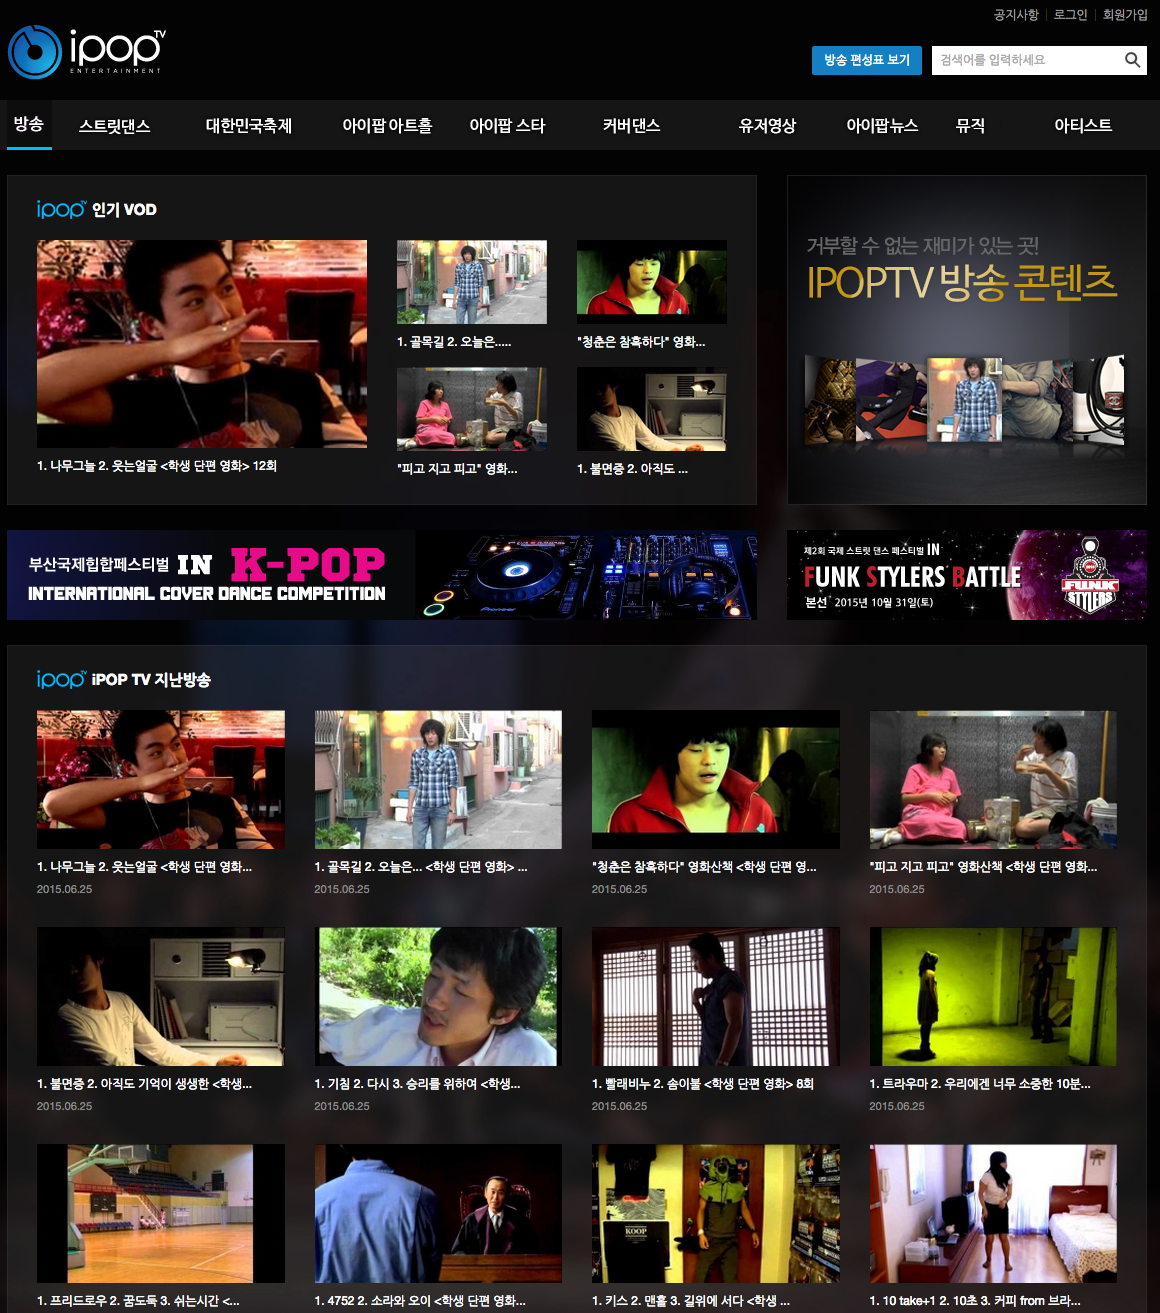 공지사항 로그인 회원가입
ipop TV
ENTERTAINMENT
방송 편성표 보기
검색어를 입력하세요
방송 스트릿댄스 대한민국축제 아이팝 아트홀 아이팝 스타 커버댄스 유저영상 아이팝뉴스 뮤직 아티스트
ipop TV 인기 VOD
1. 나무그늘 2. 웃는얼굴 <학생 단편 영화> 12회
1. 골목길 2. 오늘은.....
"청춘은 참혹하다" 영화...
"피고 지고 피고" 영화...
1. 불면증 2. 아직도 ...
거부할 수 없는 재미가 있는 곳!
IPOPTV 방송 콘텐츠
부산국제힙합페스티벌 IN K-POP
INTERNATIONAL COVER DANCE COMPETITION
Pioneer
제2회 국제 스트릿 댄스 페스티벌 IN
FUNK STYLERS BATTLE
본선 2015년 10월 31일(토)
FUNK
STYLERS
ipop TV iPOP TV 지난방송
1. 나무그늘 2. 웃는얼굴 <학생 단편 영화...
2015.06.25
1. 골목길 2. 오늘은... <학생 단편 영화> ...
2015.06.25
"청춘은 참혹하다" 영화산책 <학생 단편 영...
2015.06.25
"피고 지고 피고" 영화산책 <학생 단편 영화...
2015.06.25
1. 불면증 2. 아직도 기억이 생생한 <학생...
2015.06.25
1. 기침 2. 다시 3. 승리를 위하여 <학생...
2015.06.25
1. 빨래비누 2. 솜이불 <학생 단편 영화> 8회
2015.06.25
1. 트라우마 2. 우리에겐 너무 소중한 10분...
2015.06.25
KOOP
1. 프리드로우 2. 꿈도둑 3. 쉬는시간 <...
1. 4752 2. 소라와 오이 <학생 단편 영화...
1. 키스 2. 맨홀 3. 길위에 서다 <학생 ...
1. 10 take+1 2. 10초 3. 커피 from 브라...